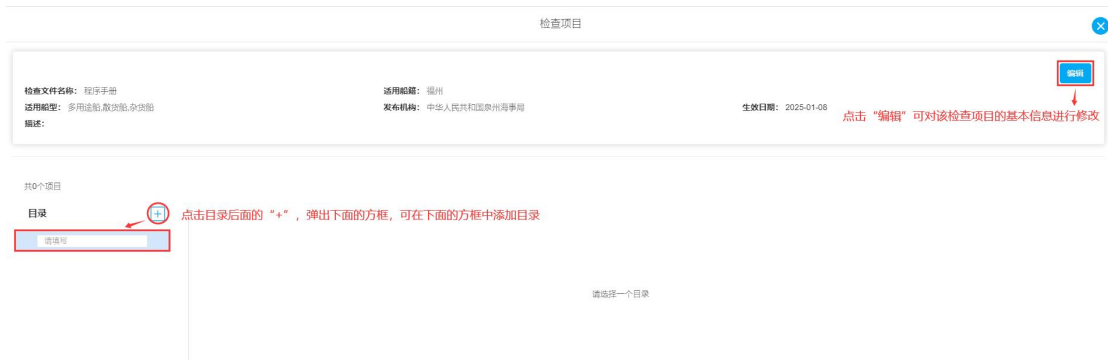 检查项目
编辑
检查文件名称： 程序手册 适用船籍： 福州
适用船型： 多用途船,散货船,杂货船 发布机构： 中华人民共和国泉州海事局 生效日期： 2025-01-08
描述：
点击“编辑”可对该检查项目的基本信息进行修改
共0个项目
目录
点击目录后面的“+”，弹出下面的方框，可在下面的方框中添加目录
请填写
请选择一个目录